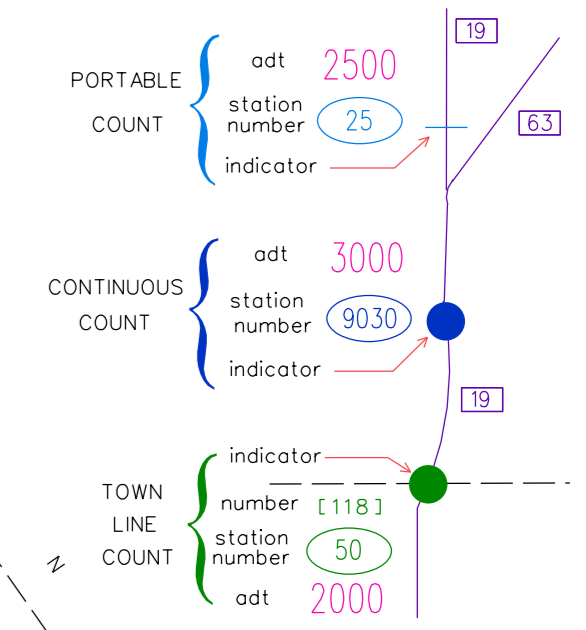 19
63
PORTABLE
COUNT
adt 2500
station
number 25
indicator
CONTINUOUS
COUNT
adt 3000
station
number 9030
indicator
19
TOWN
LINE
COUNT
indicator
number [118]
station
number 50
adt 2000
N